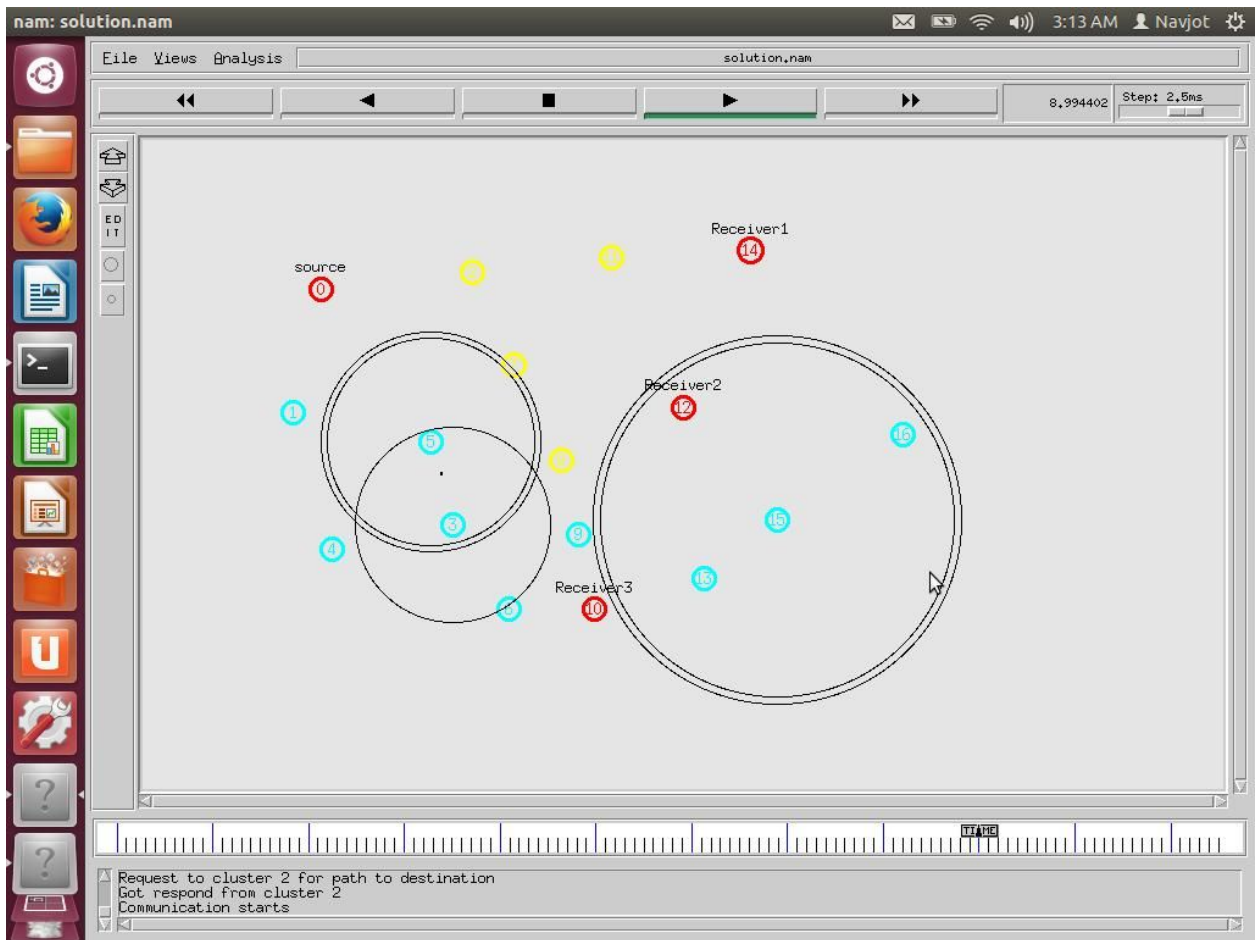 nam: solution.nam
3:13 AM Navjot
File Views Analysis
solution.nam
8.994402
Step: 2.5ms
ED
IT
Receiver1
14
source
0
Receiver2
12
1
16
5
15
3
9
4
13
Receiver3
6
10
TIME
Request to cluster 2 for path to destination
Got respond from cluster 2
Communication starts